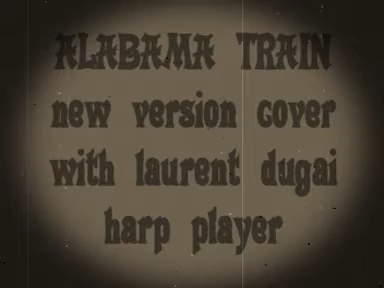 ALABAMA TRAIN
new version cover
with laurent dugai
harp player